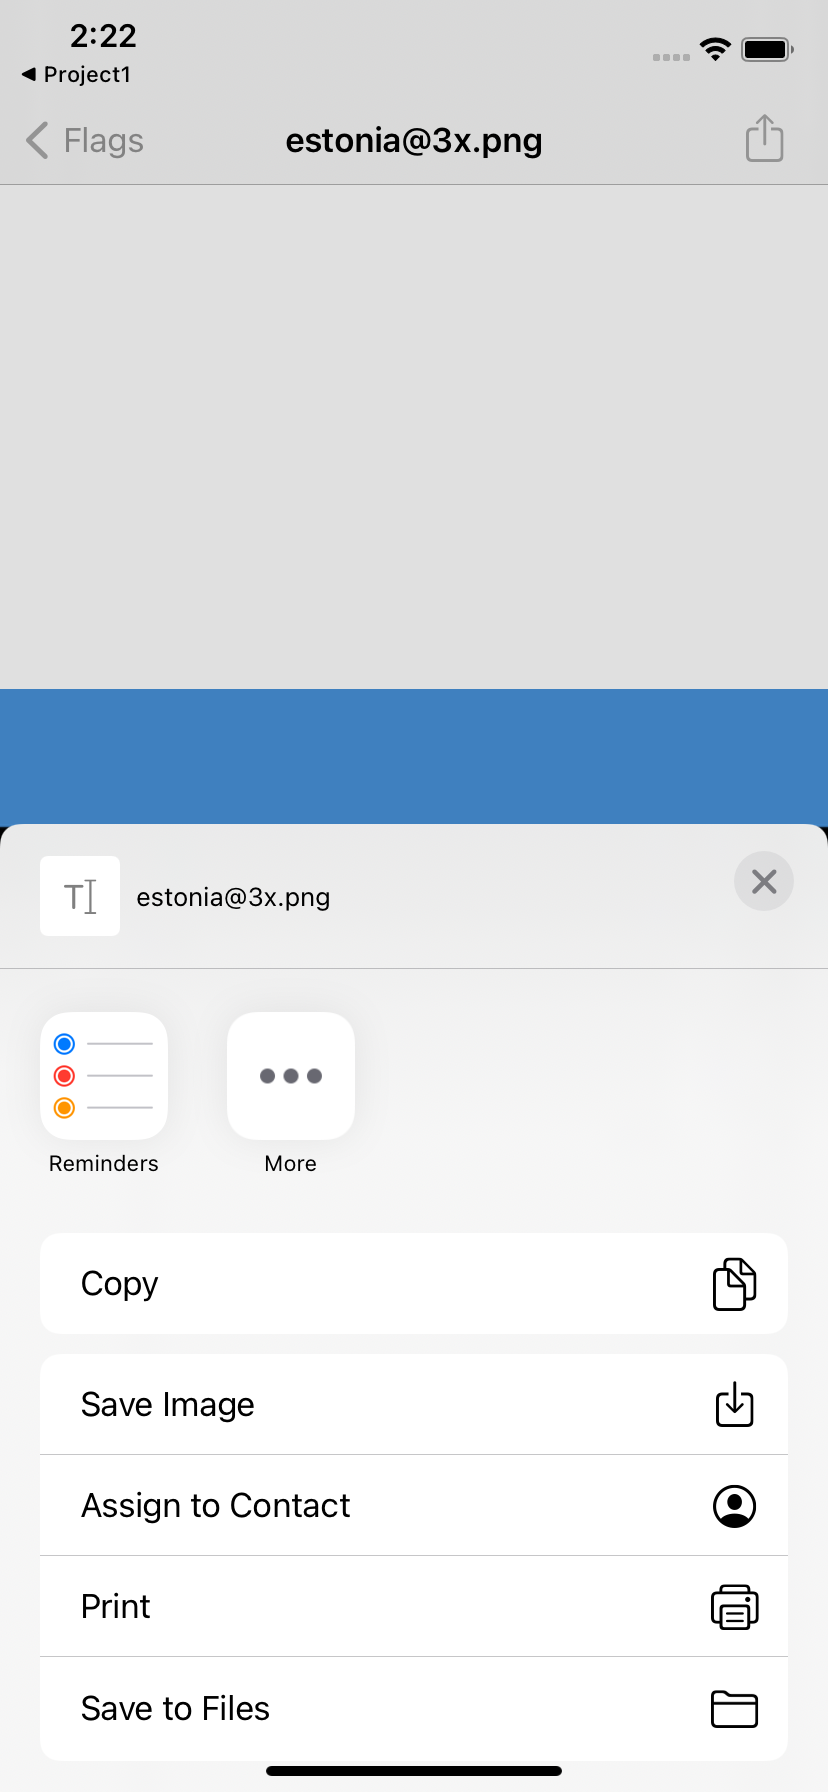 2:22
Project1
Flags
estonia@3x.png
T
estonia@3x.png
Reminders
More
Copy
Save Image
Assign to Contact
Print
Save to Files